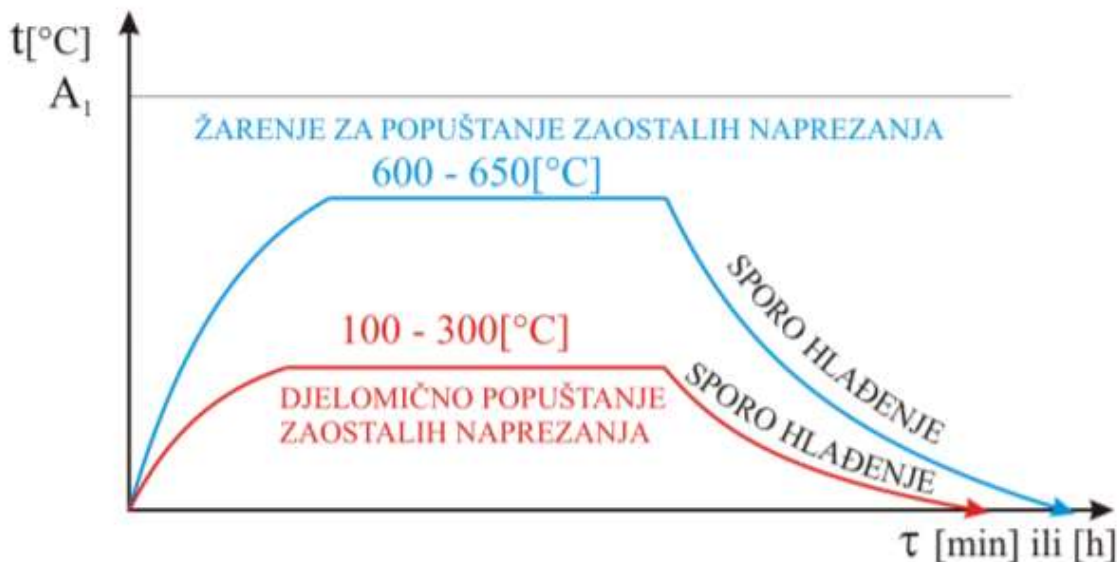 t[°C]
A₁
ŽARENJE ZA POPUŠTANJE ZAOSTALIH NAPREZANJA
600 - 650[°C]
SPORO HLAĐENJE
100 - 300[°C]
SPORO HLAĐENJE
DJELOMIČNO POPUŠTANJE
ZAOSTALIH NAPREZANJA
τ [min] ili [h]